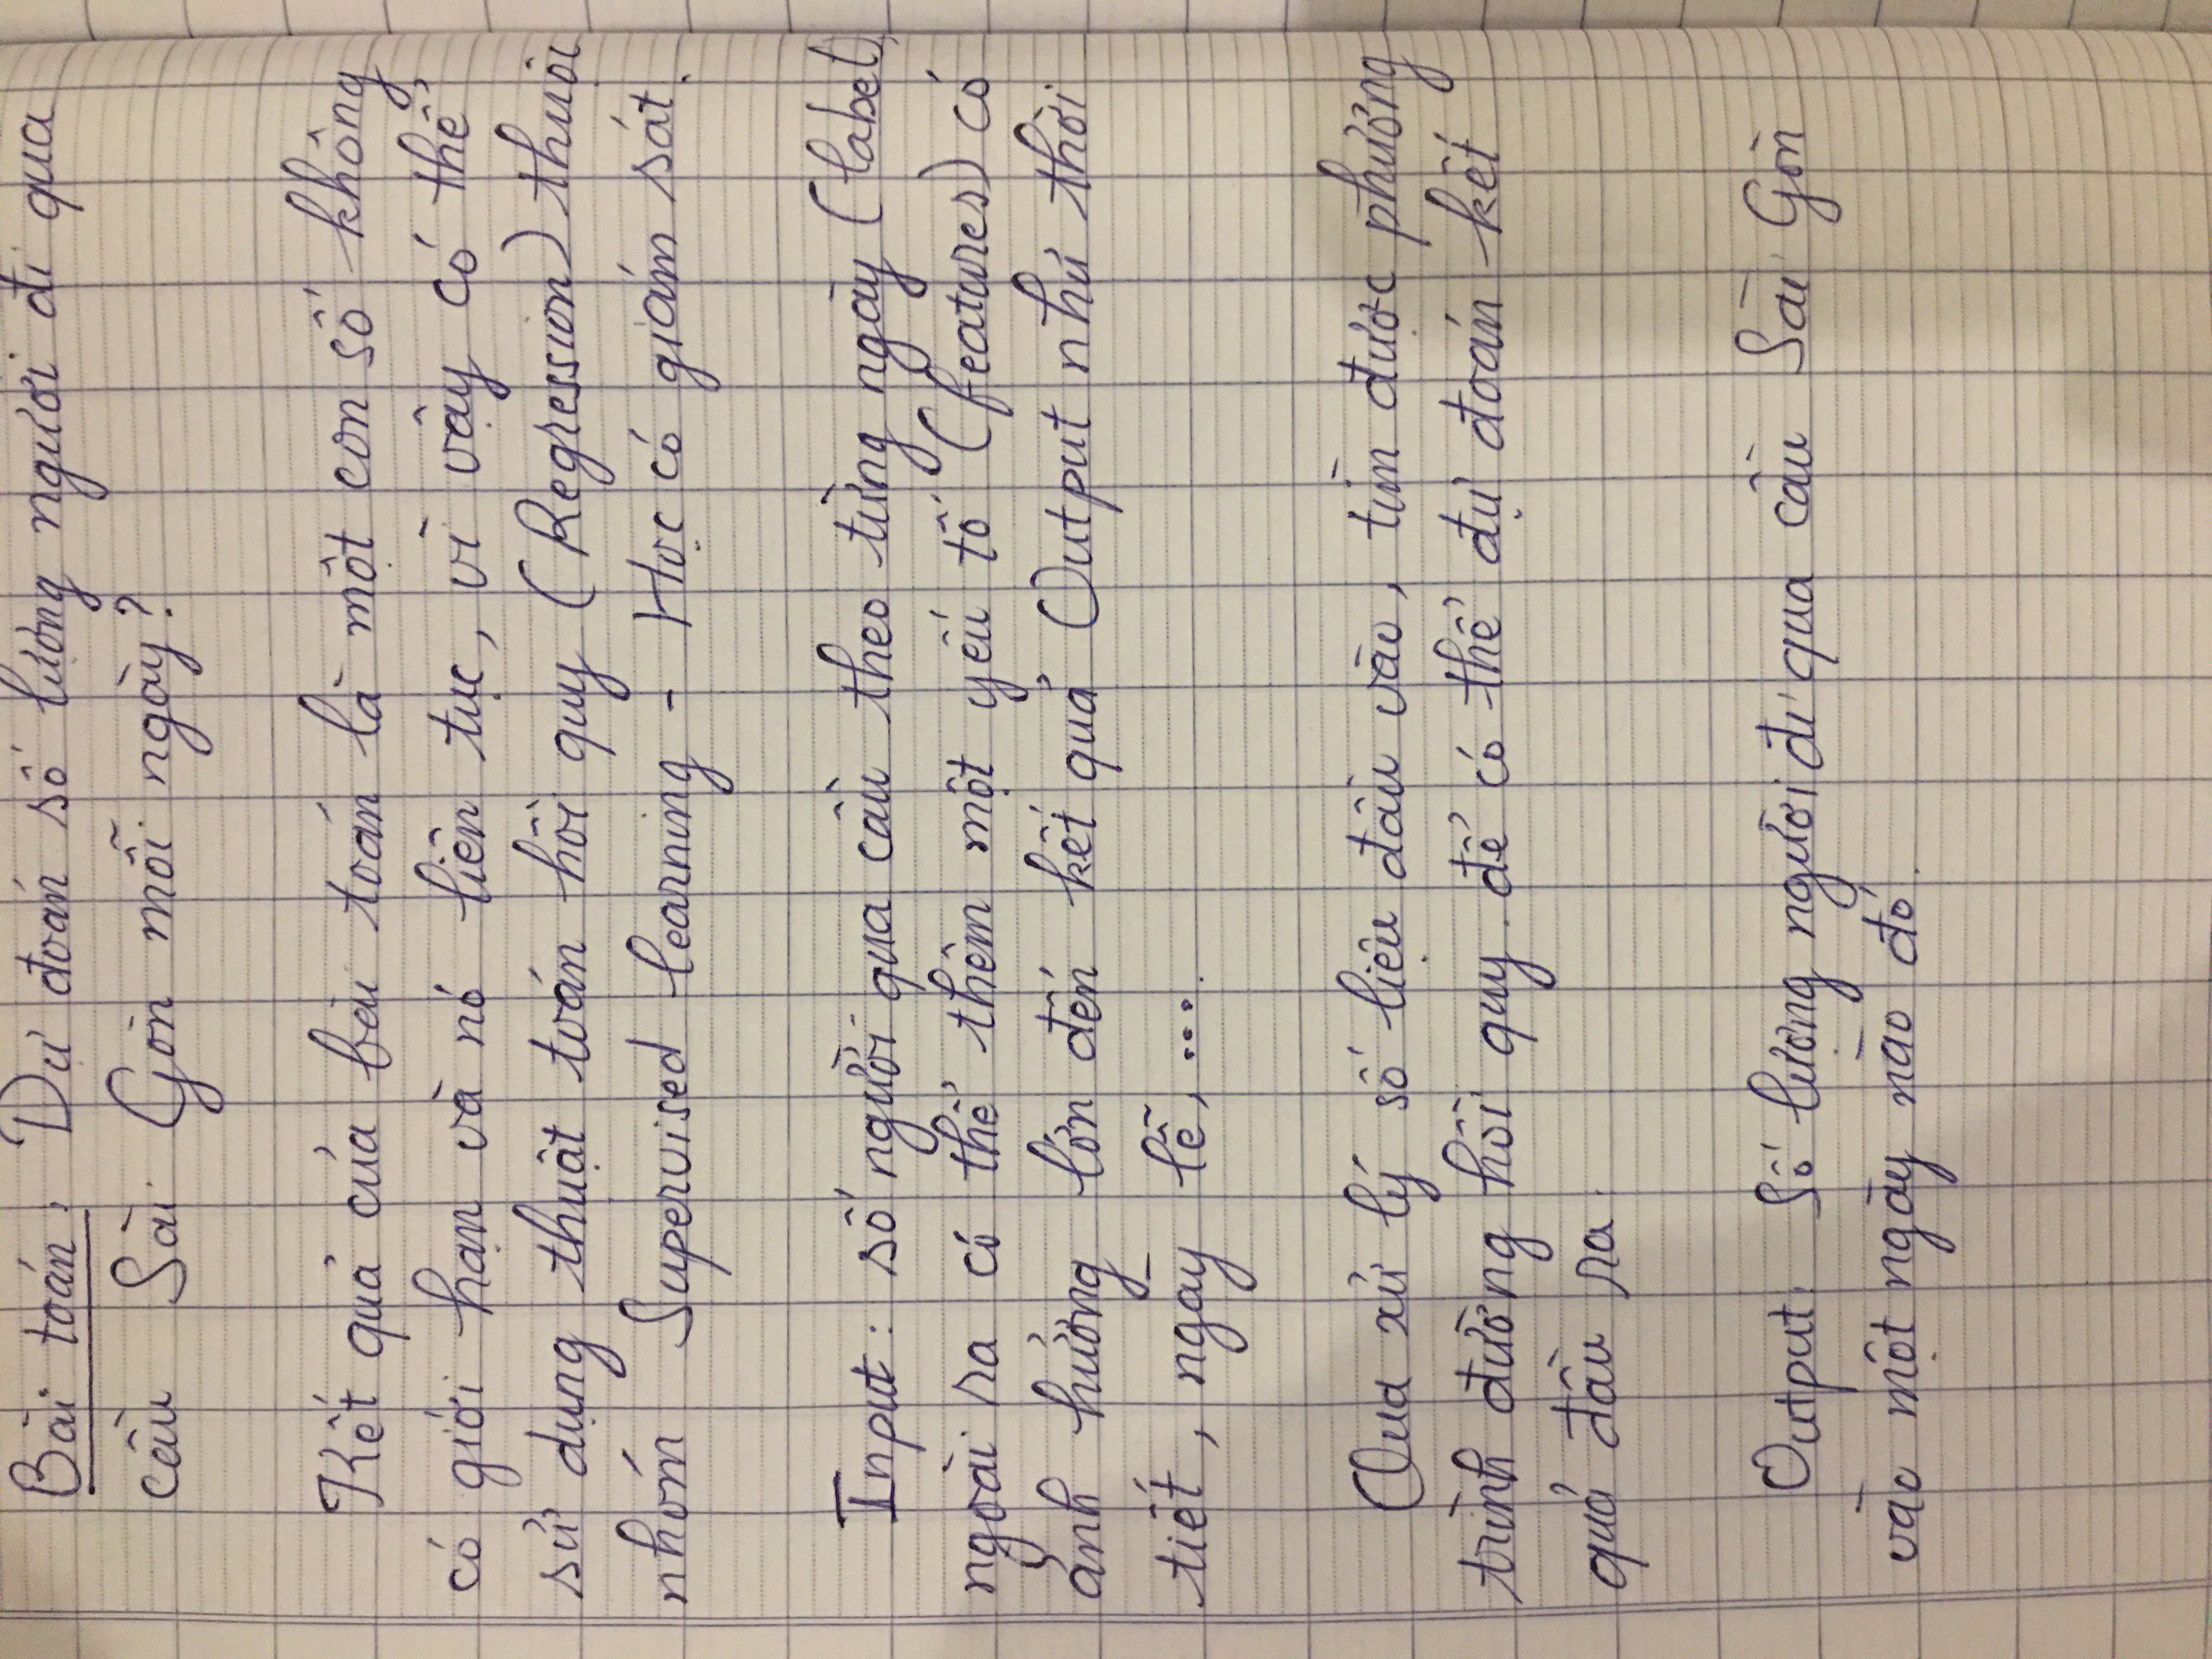 Bài toán: Dự đoán số lượng người đi qua
cầu Sài Gòn mỗi ngày?
Kết quả của bài toán là một con số không
có giới hạn và nó liên tục, vì vậy có thể
sử dụng thuật toán hồi quy (Regression) thuộc
nhóm Supervised learning - Học có giám sát.
Input: số người qua cầu theo từng ngày (label),
ngoài ra có thể thêm một yếu tố (features) có
ảnh hưởng lớn đến kết quả Output như thời
tiết, ngày lễ, ....
Qua xử lý số liệu đầu vào, tìm được phương
trình đường hồi quy để có thể đự đoán kết
quả đầu ra.
Output: Số lượng người đi qua cầu Sài Gòn
vào một ngày nào đó.